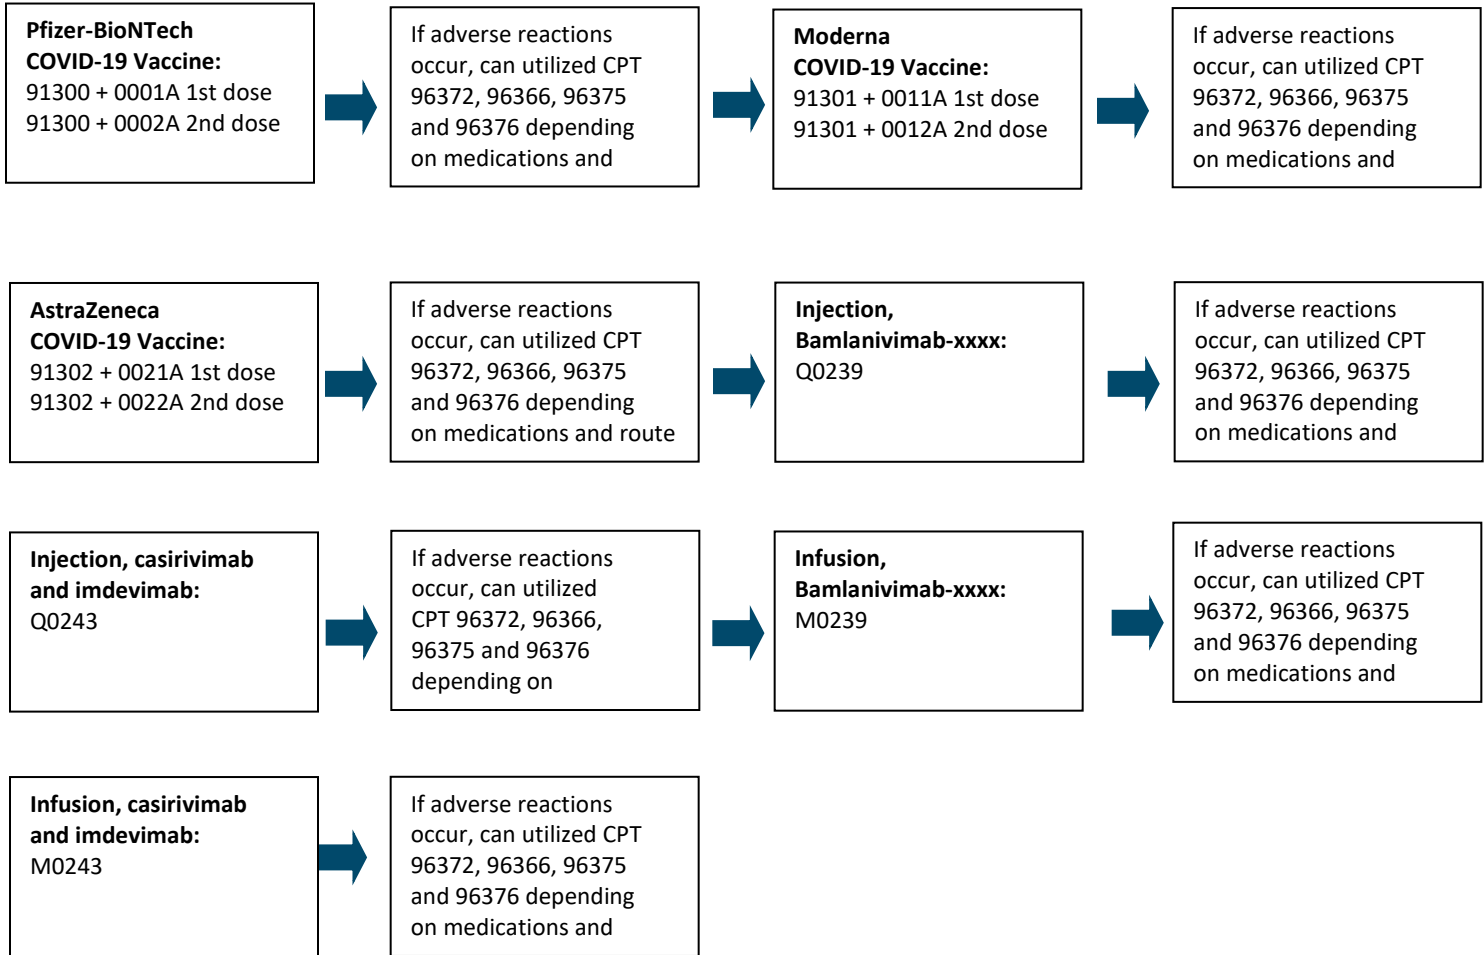 Pfizer-BioNTech
COVID-19 Vaccine:
91300 + 0001A 1st dose
91300 + 0002A 2nd dose
If adverse reactions
occur, can utilized CPT
96372, 96366, 96375
and 96376 depending
on medications and
Moderna
COVID-19 Vaccine:
91301 + 0011A 1st dose
91301 + 0012A 2nd dose
If adverse reactions
occur, can utilized CPT
96372, 96366, 96375
and 96376 depending
on medications and
AstraZeneca
COVID-19 Vaccine:
91302 + 0021A 1st dose
91302 + 0022A 2nd dose
If adverse reactions
occur, can utilized CPT
96372, 96366, 96375
and 96376 depending
on medications and route
Injection,
Bamlanivimab-xxxx:
Q0239
If adverse reactions
occur, can utilized CPT
96372, 96366, 96375
and 96376 depending
on medications and
Injection, casirivimab
and imdevimab:
Q0243
If adverse reactions
occur, can utilized
CPT 96372, 96366,
96375 and 96376
depending on
Infusion,
Bamlanivimab-xxxx:
M0239
If adverse reactions
occur, can utilized CPT
96372, 96366, 96375
and 96376 depending
on medications and
Infusion, casirivimab
and imdevimab:
M0243
If adverse reactions
occur, can utilized CPT
96372, 96366, 96375
and 96376 depending
on medications and